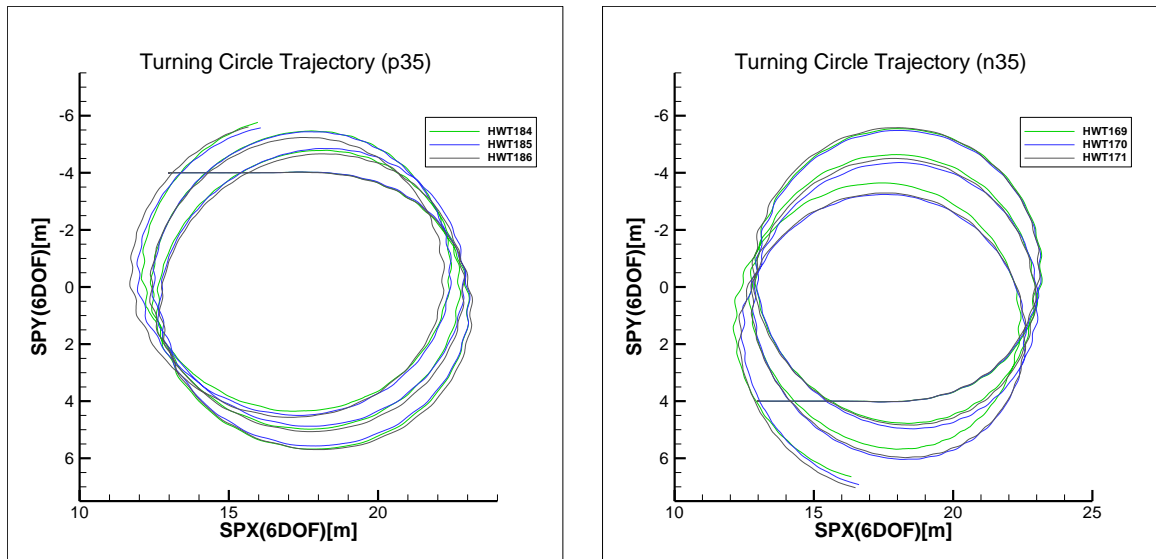 Turning Circle Trajectory (p35)
-6
-4
-2
0
2
4
6
SPY(6DOF)[m]
HWT184
HWT185
HWT186
10
15
20
SPX(6DOF)[m]
Turning Circle Trajectory (n35)
-6
-4
-2
0
2
4
6
SPY(6DOF)[m]
HWT169
HWT170
HWT171
10
15
20
25
SPX(6DOF)[m]